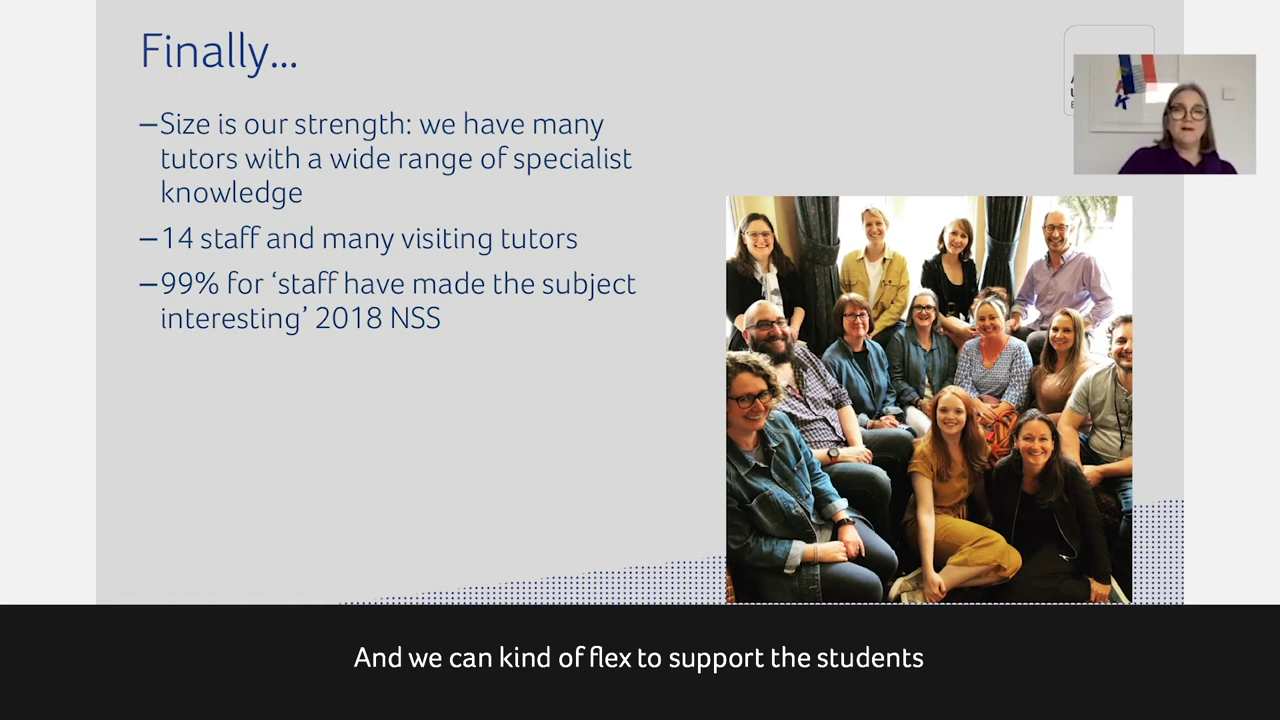 Finally...
–Size is our strength: we have many
tutors with a wide range of specialist
knowledge
–14 staff and many visiting tutors
–99% for ‘staff have made the subject
interesting’ 2018 NSS
And we can kind of flex to support the students